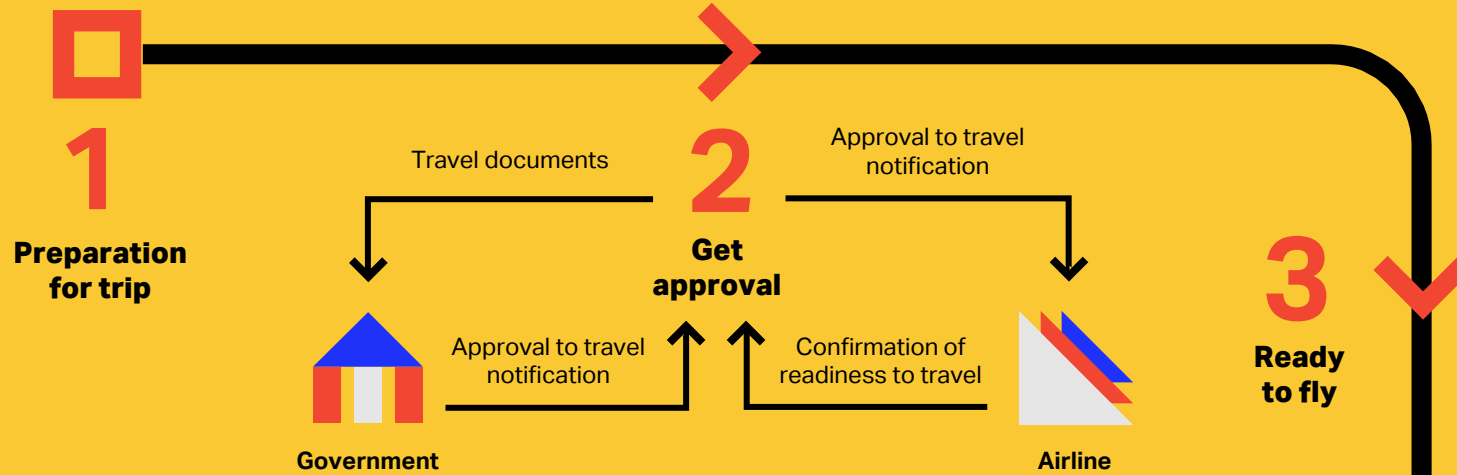 1
Preparation
for trip
Travel documents
2
Get
approval
Approval to travel
notification
Approval to travel
notification
Government
Confirmation of
readiness to travel
Airline
3
Ready
to fly